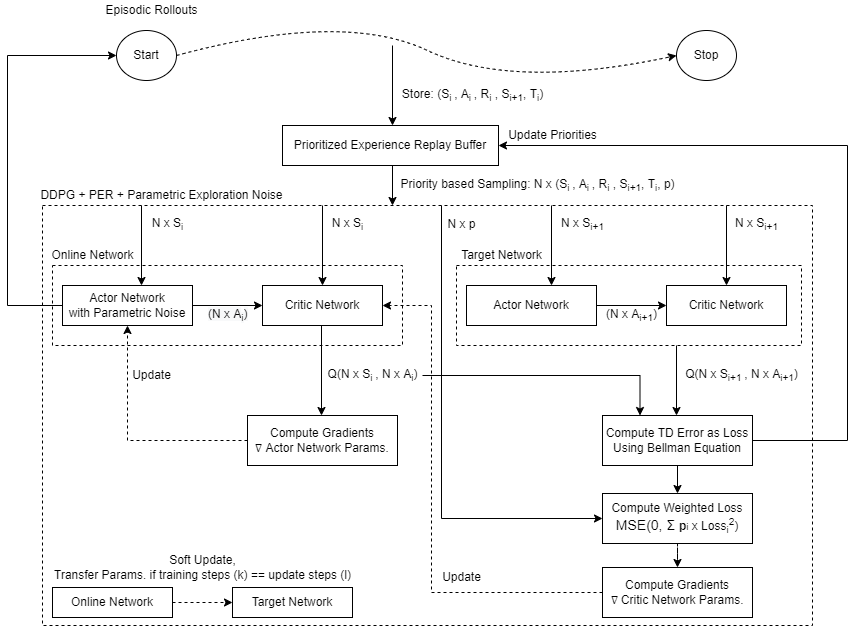 Episodic Rollouts
Start
Stop
Store: (Sᵢ , Aᵢ , Rᵢ , Sᵢ₊₁, Tᵢ)
Prioritized Experience Replay Buffer
Update Priorities
Priority based Sampling: N x (Sᵢ , Aᵢ , Rᵢ , Sᵢ₊₁, Tᵢ, p)
DDPG + PER + Parametric Exploration Noise
N x Sᵢ
N x Sᵢ
N x p
N x Sᵢ₊₁
N x Sᵢ₊₁
Online Network
Target Network
Actor Network
with Parametric Noise
(N x Aᵢ)
Critic Network
Actor Network
(N x Aᵢ₊₁)
Critic Network
Update
Q(N x Sᵢ , N x Aᵢ)
Q(N x Sᵢ₊₁ , N x Aᵢ₊₁)
Compute Gradients
∇ Actor Network Params.
Compute TD Error as Loss
Using Bellman Equation
Compute Weighted Loss
MSE(0, Σ pi x Lossᵢ²)
Soft Update,
Transfer Params. if training steps (k) == update steps (l)
Online Network
Target Network
Update
Compute Gradients
∇ Critic Network Params.